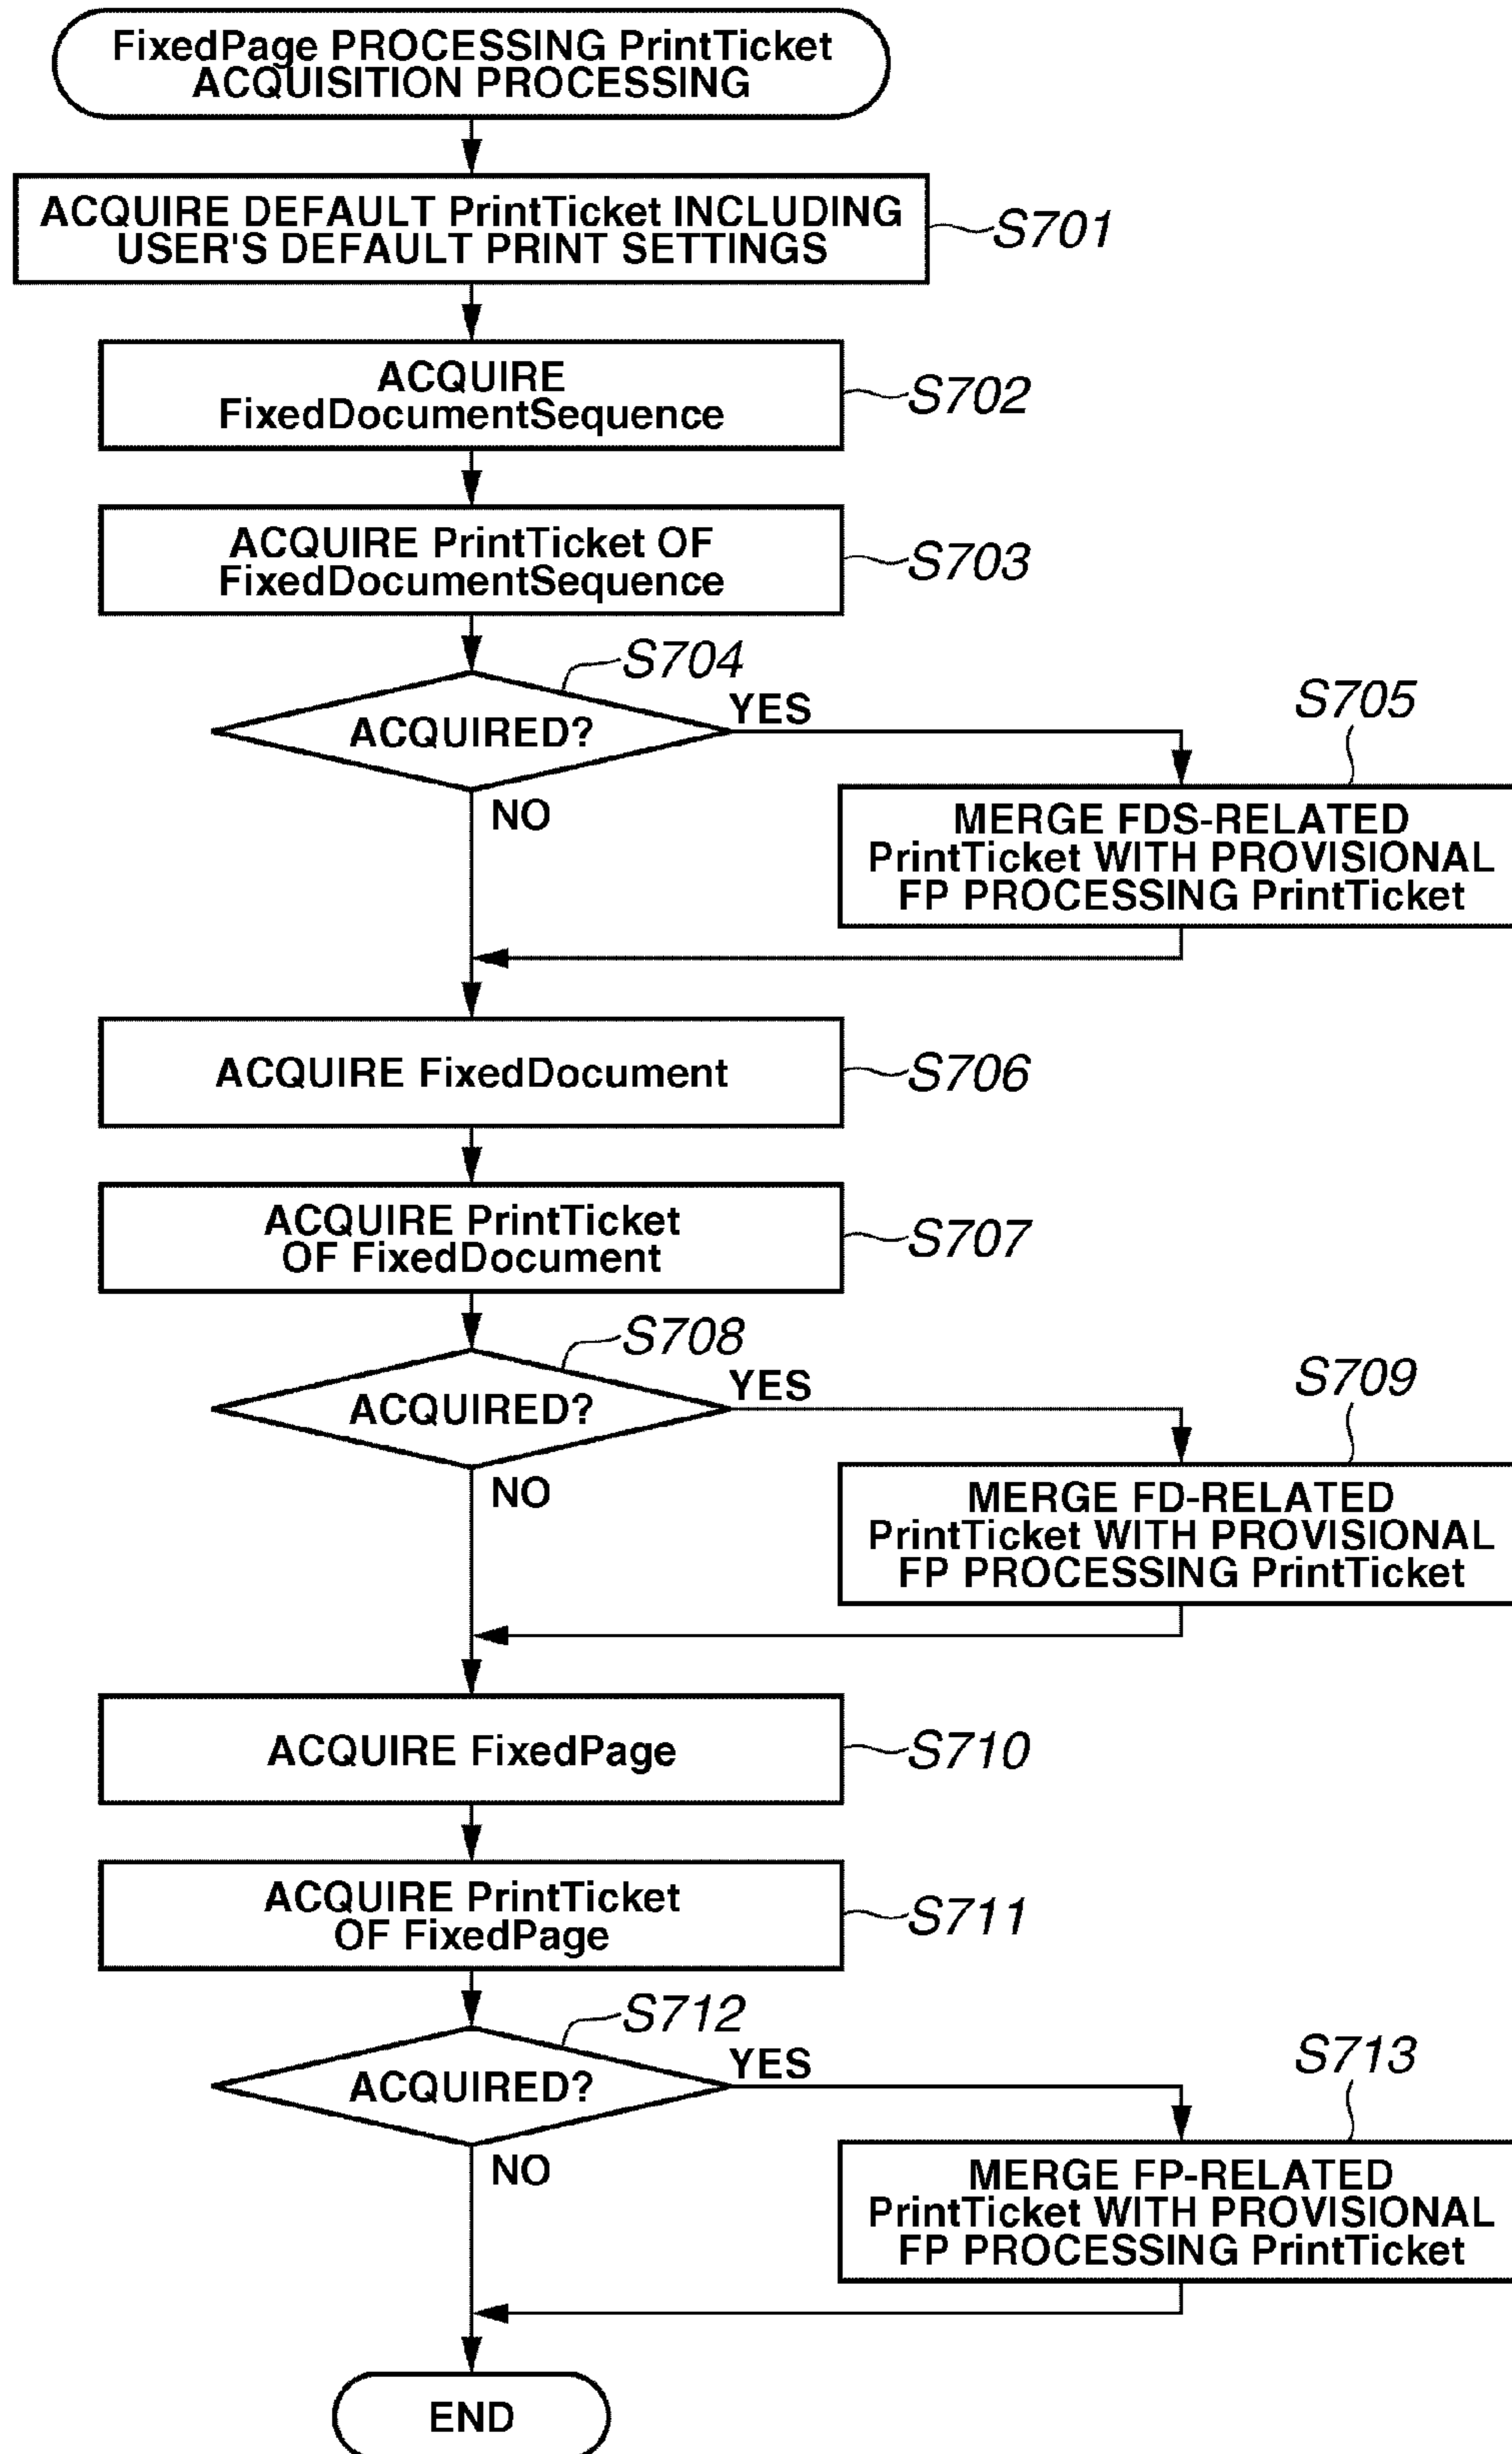 FixedPage PROCESSING PrintTicket
ACQUISITION PROCESSING
ACQUIRE DEFAULT PrintTicket INCLUDING
USER'S DEFAULT PRINT SETTINGS
S701
ACQUIRE
FixedDocumentSequence
S702
ACQUIRE PrintTicket OF
FixedDocumentSequence
S703
S704
ACQUIRED?
YES
NO
S705
MERGE FDS-RELATED
PrintTicket WITH PROVISIONAL
FP PROCESSING PrintTicket
ACQUIRE FixedDocument
S706
ACQUIRE PrintTicket
OF FixedDocument
S707
S708
ACQUIRED?
YES
NO
S709
MERGE FD-RELATED
PrintTicket WITH PROVISIONAL
FP PROCESSING PrintTicket
ACQUIRE FixedPage
S710
ACQUIRE PrintTicket
OF FixedPage
S711
S712
ACQUIRED?
YES
NO
S713
MERGE FP-RELATED
PrintTicket WITH PROVISIONAL
FP PROCESSING PrintTicket
END